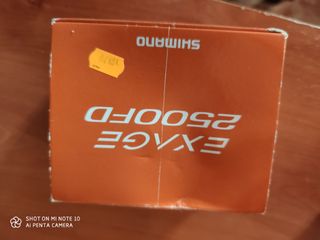 SHIMANO
EXAGE
2500FD
SHOT ON MI NOTE 10
AI PENTA CAMERA